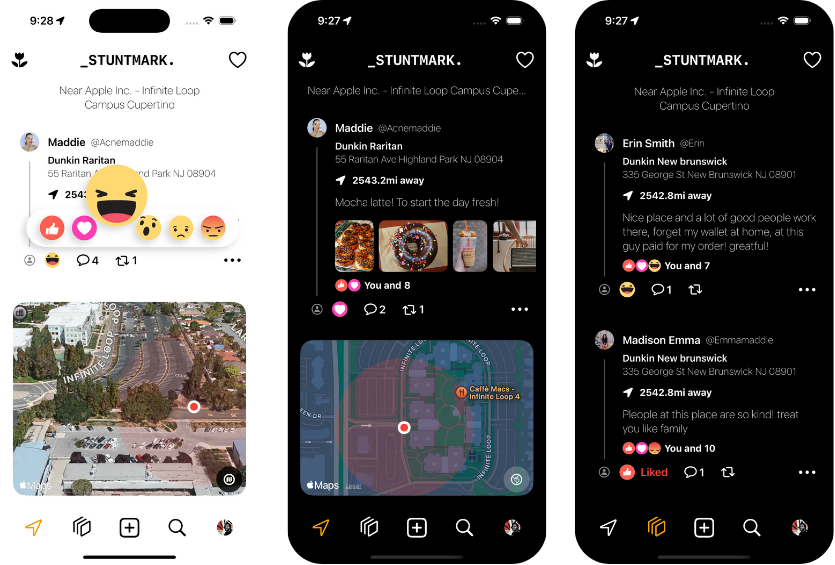 9:28
_STUNTMARK.
Near Apple Inc. - Infinite Loop
Campus Cupertino
Maddie @Acnemaddie
Dunkin Raritan
55 Raritan A Highland Park NJ 08904
2543
4
1
INFINITE LOOP
OOP
Maps
9:27
_STUNTMARK.
Near Apple Inc. - Infinite Loop Campus Cupe...
Maddie @Acnemaddie
Dunkin Raritan
55 Raritan Ave Highland Park NJ 08904
2543.2mi away
Mocha latte! To start the day fresh!
You and 8
2
1
INFINITE LOOP
INFINITE LOOP
Caffè Macs -
Infinite Loop 4
INFINITE LOOP
Maps
Legal
9:27
_STUNTMARK.
Near Apple Inc. - Infinite Loop
Campus Cupertino
Erin Smith @Erin
Dunkin New brunswick
335 George St New Brunswick NJ 08901
2542.8mi away
Nice place and a lot of good people work
there, forget my wallet at home, at this
guy paid for my order! greatful!
You and 7
1
Madison Emma @Emmamaddie
Dunkin New brunswick
335 George St New Brunswick NJ 08901
2542.8mi away
Pleople at this place are so kind! treat
you like family
You and 10
Liked
1